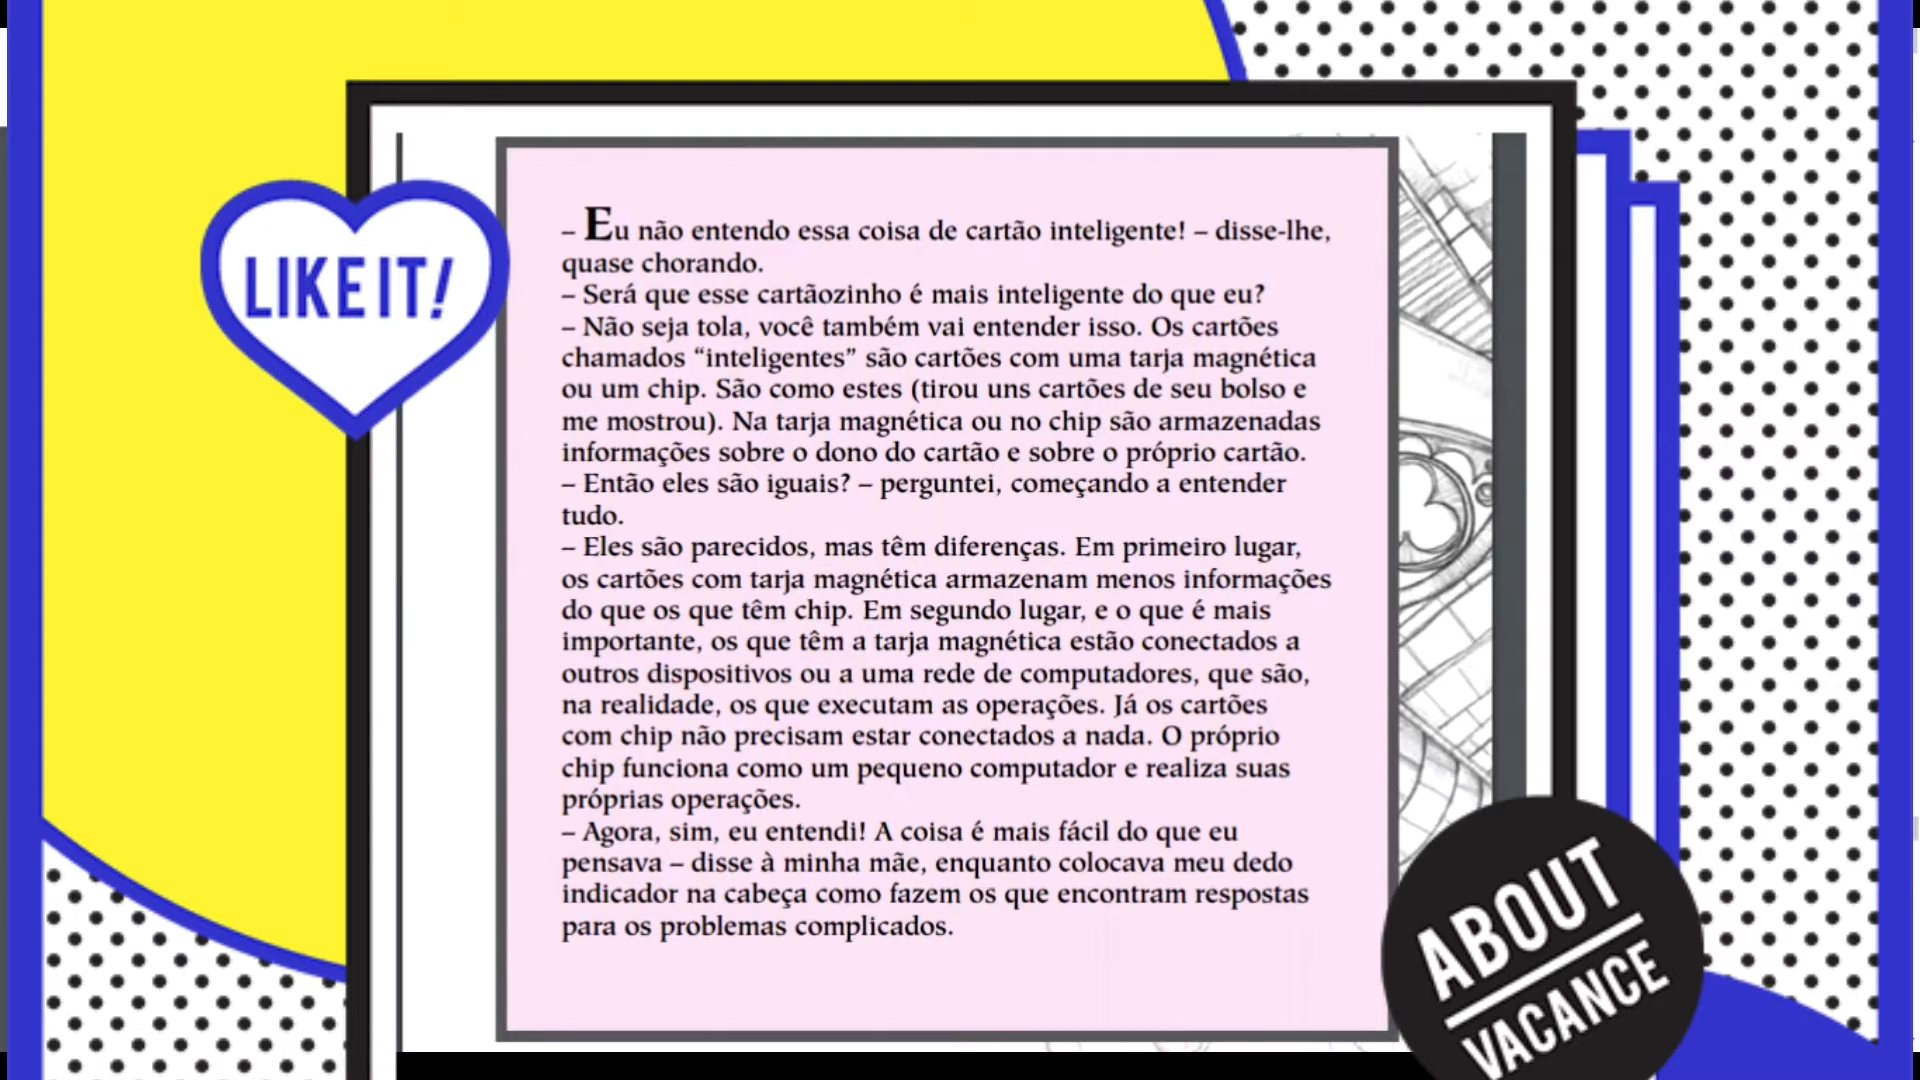 LIKE IT!
– Eu não entendo essa coisa de cartão inteligente! – disse-lhe,
quase chorando.
– Será que esse cartãozinho é mais inteligente do que eu?
– Não seja tola, você também vai entender isso. Os cartões
chamados “inteligentes” são cartões com uma tarja magnética
ou um chip. São como estes (tirou uns cartões de seu bolso e
me mostrou). Na tarja magnética ou no chip são armazenadas
informações sobre o dono do cartão e sobre o próprio cartão.
– Então eles são iguais? – perguntei, começando a entender
tudo.
– Eles são parecidos, mas têm diferenças. Em primeiro lugar,
os cartões com tarja magnética armazenam menos informações
do que os que têm chip. Em segundo lugar, e o que é mais
importante, os que têm a tarja magnética estão conectados a
outros dispositivos ou a uma rede de computadores, que são,
na realidade, os que executam as operações. Já os cartões
com chip não precisam estar conectados a nada. O próprio
chip funciona como um pequeno computador e realiza suas
próprias operações.
– Agora, sim, eu entendi! A coisa é mais fácil do que eu
pensava – disse à minha mãe, enquanto colocava meu dedo
indicador na cabeça como fazem os que encontram respostas
para os problemas complicados.
ABOUT
VACANCE